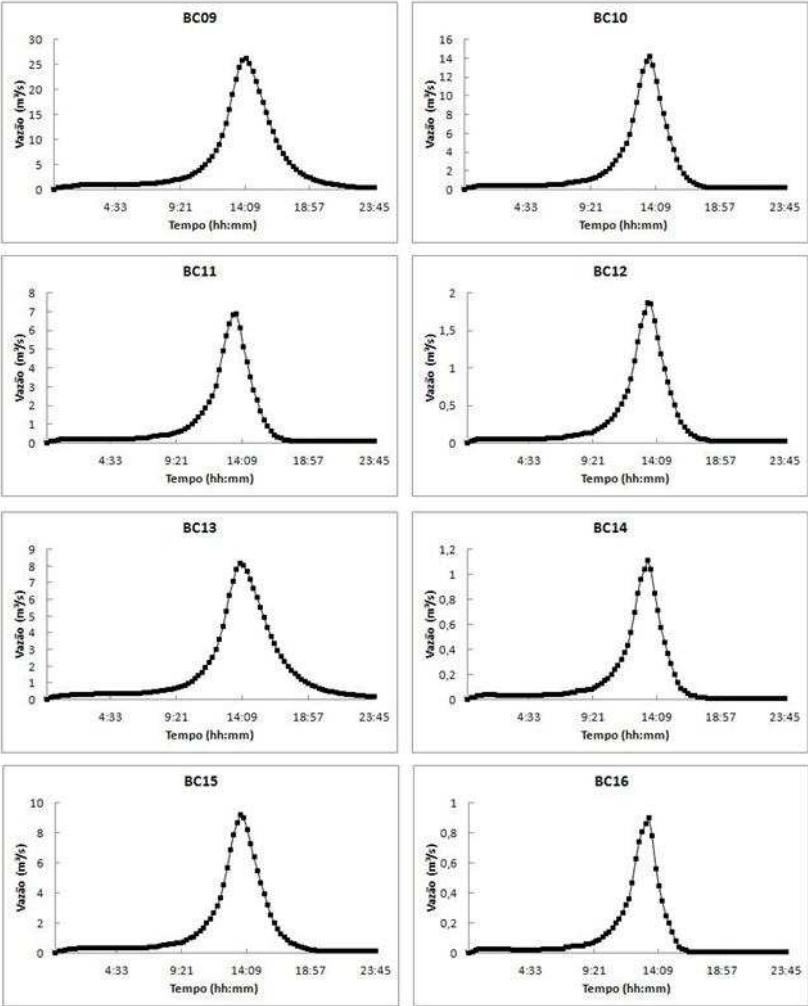 BC09
30
25
20
15
10
5
0
Vazão (m³/s)
4:33 9:21 14:09 18:57 23:45
Tempo (hh:mm)
BC10
16
14
12
10
8
6
4
2
0
Vazão (m³/s)
4:33 9:21 14:09 18:57 23:45
Tempo (hh:mm)
BC11
8
7
6
5
4
3
2
1
0
Vazão (m³/s)
4:33 9:21 14:09 18:57 23:45
Tempo (hh:mm)
BC12
2
1,5
1
0,5
0
Vazão (m³/s)
4:33 9:21 14:09 18:57 23:45
Tempo (hh:mm)
BC13
9
8
7
6
5
4
3
2
1
0
Vazão (m³/s)
4:33 9:21 14:09 18:57 23:45
Tempo (hh:mm)
BC14
1,2
1
0,8
0,6
0,4
0,2
0
Vazão (m³/s)
4:33 9:21 14:09 18:57 23:45
Tempo (hh:mm)
BC15
10
8
6
4
2
0
Vazão (m³/s)
4:33 9:21 14:09 18:57 23:45
Tempo (hh:mm)
BC16
1
0,8
0,6
0,4
0,2
0
Vazão (m³/s)
4:33 9:21 14:09 18:57 23:45
Tempo (hh:mm)